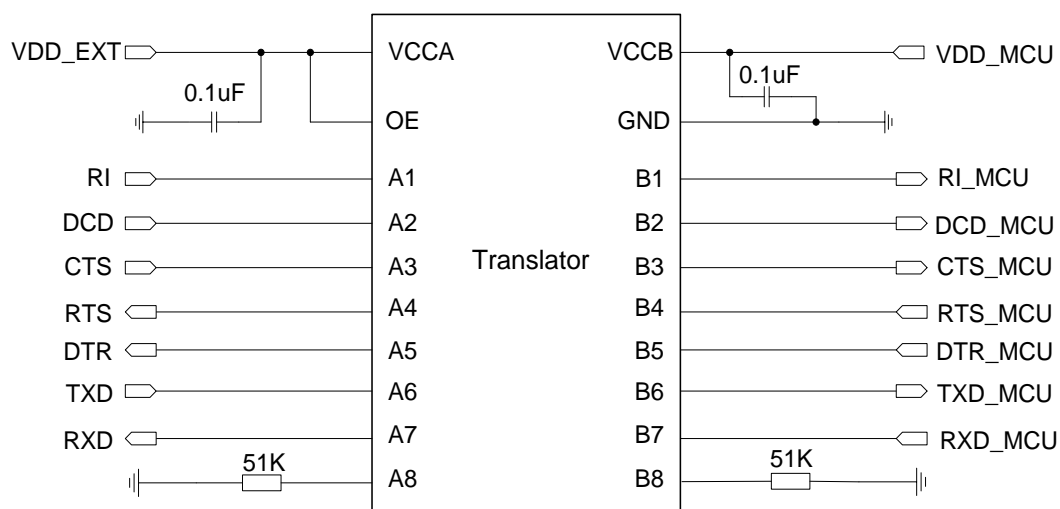 VDD_EXT VCCA VCCB VDD_MCU
0.1uF 0.1uF
OE GND
RI A1 B1 RI_MCU
DCD A2 B2 DCD_MCU
Translator
CTS A3 B3 CTS_MCU
RTS A4 B4 RTS_MCU
DTR A5 B5 DTR_MCU
TXD A6 B6 TXD_MCU
RXD A7 B7 RXD_MCU
51K A8 B8 51K